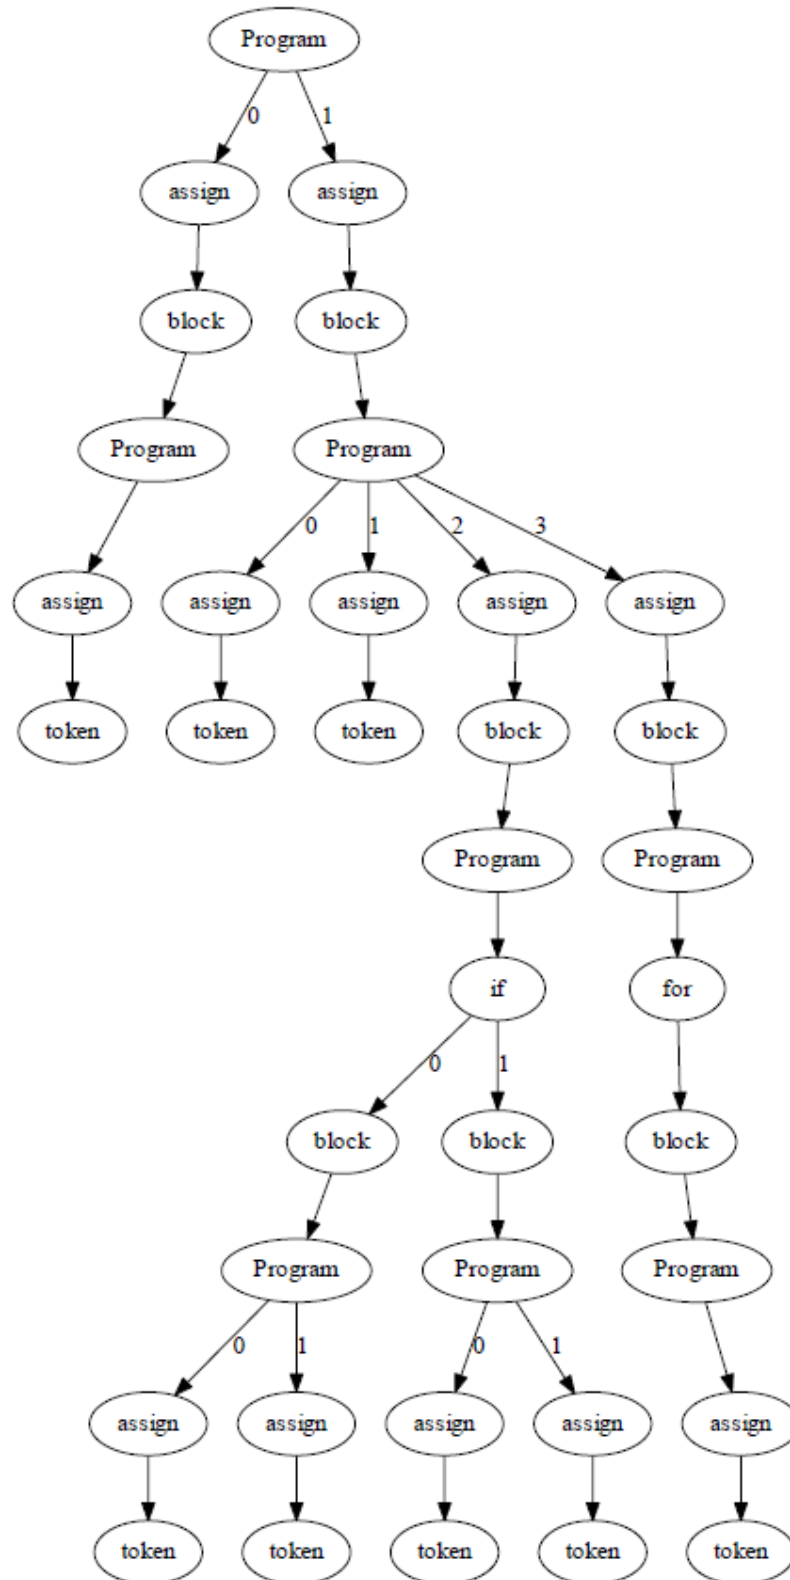 Program
0 1
assign assign
block block
Program Program
0 1 2 3
assign assign assign assign assign
token token token block block
Program Program
if for
0 1
block block block
Program Program Program
0 1 0 1
assign assign assign assign assign
token token token token token